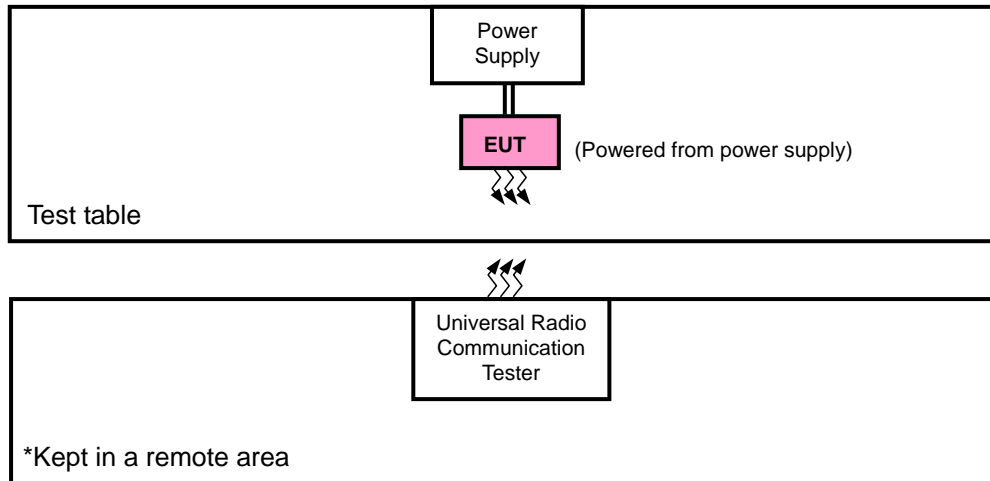 Power
Supply
EUT
(Powered from power supply)
Test table
Universal Radio
Communication
Tester
*Kept in a remote area